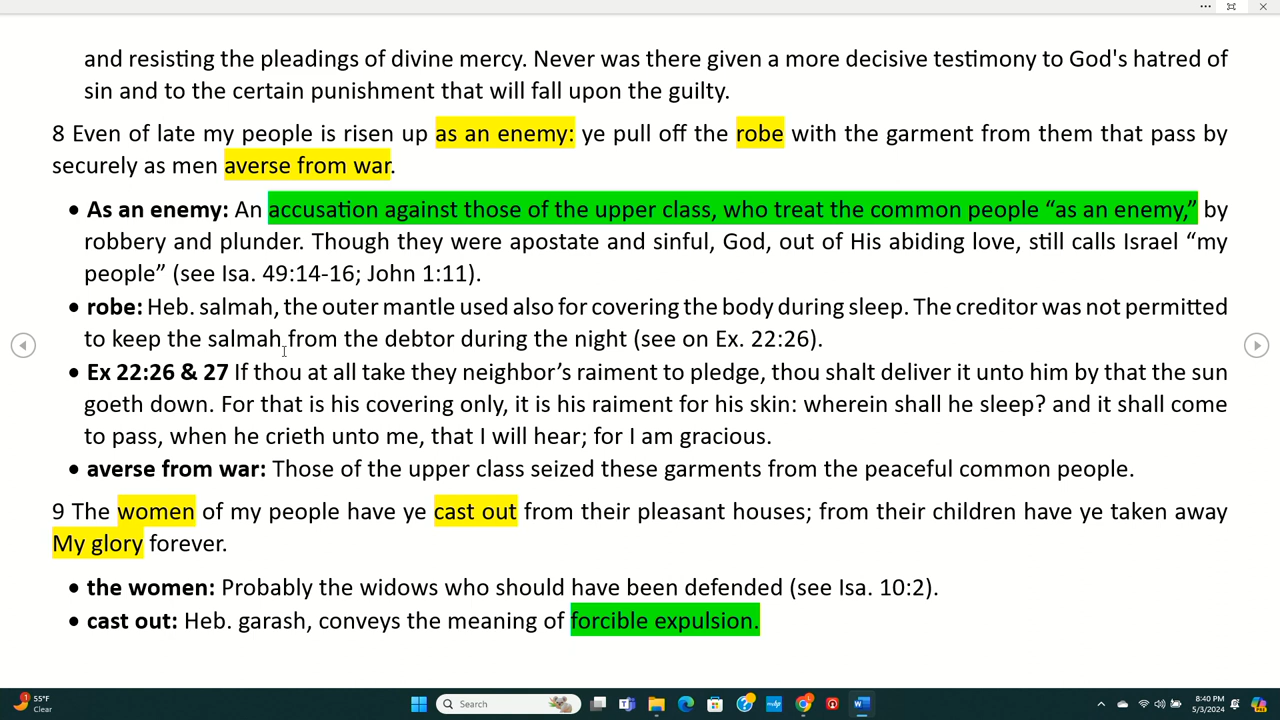 and resisting the pleadings of divine mercy. Never was there given a more decisive testimony to God's hatred of
sin and to the certain punishment that will fall upon the guilty.
8 Even of late my people is risen up as an enemy: ye pull off the robe with the garment from them that pass by
securely as men averse from war.
• As an enemy: An accusation against those of the upper class, who treat the common people “as an enemy,” by
robbery and plunder. Though they were apostate and sinful, God, out of His abiding love, still calls Israel “my
people” (see Isa. 49:14-16; John 1:11).
• robe: Heb. salmah, the outer mantle used also for covering the body during sleep. The creditor was not permitted
to keep the salmah from the debtor during the night (see on Ex. 22:26).
• Ex 22:26 & 27 If thou at all take they neighbor’s raiment to pledge, thou shalt deliver it unto him by that the sun
goeth down. For that is his covering only, it is his raiment for his skin: wherein shall he sleep? and it shall come
to pass, when he crieth unto me, that I will hear; for I am gracious.
• averse from war: Those of the upper class seized these garments from the peaceful common people.
9 The women of my people have ye cast out from their pleasant houses; from their children have ye taken away
My glory forever.
• the women: Probably the widows who should have been defended (see Isa. 10:2).
• cast out: Heb. garash, conveys the meaning of forcible expulsion.
1
55°F
Clear
Search
8:40 PM
5/3/2024